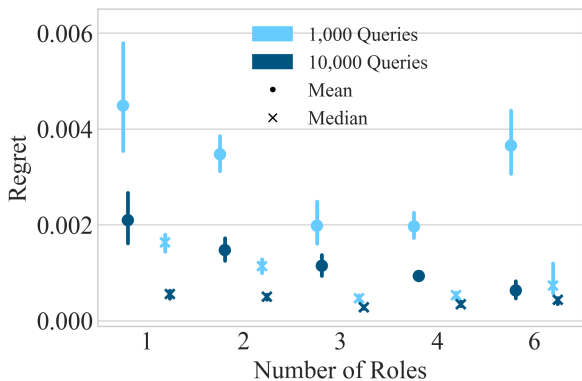 0.006
0.004
0.002
0.000
Regret
1,000 Queries
10,000 Queries
Mean
Median
1 2 3 4 6
Number of Roles